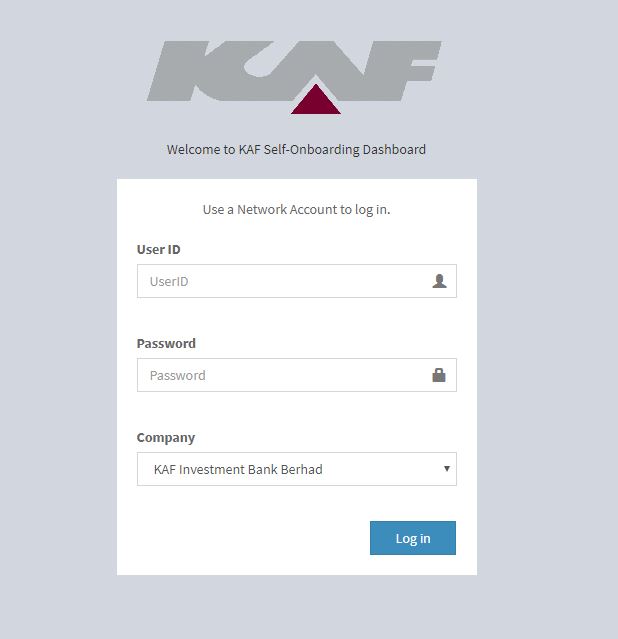 KAF
Welcome to KAF Self-Onboarding Dashboard
Use a Network Account to log in.
User ID
UserID
Password
Password
Company
KAF Investment Bank Berhad
Log in